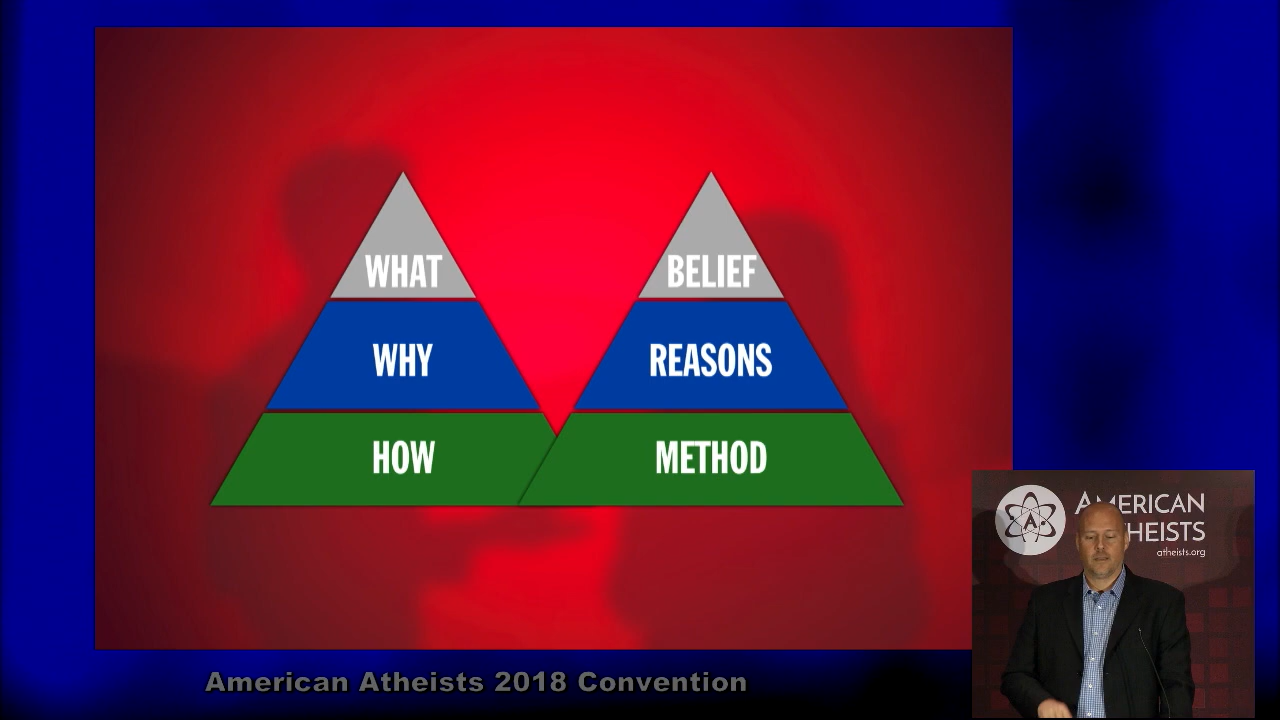 WHAT
WHY
HOW
BELIEF
REASONS
METHOD
A
AMERICAN
ATHEISTS
atheists.org
American Atheists 2018 Convention